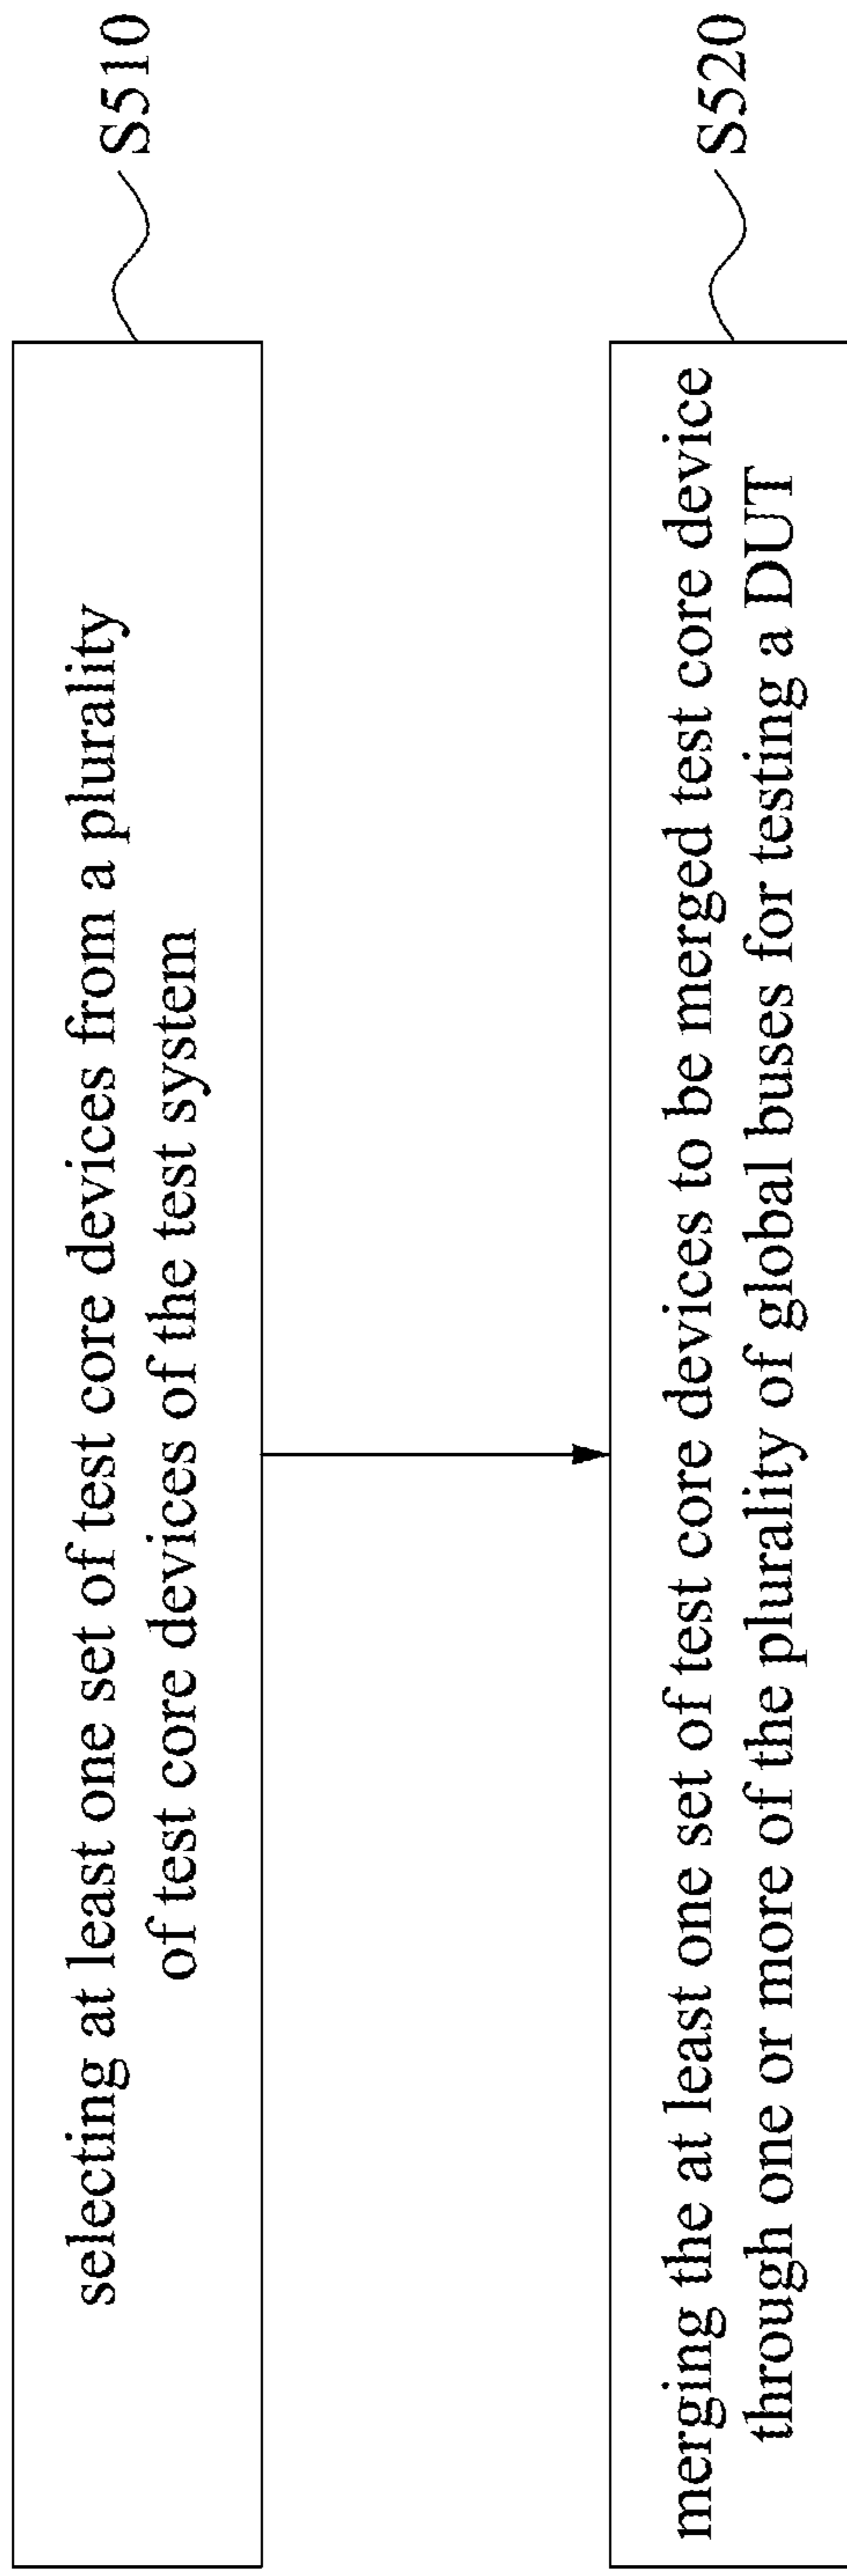 selecting at least one set of test core devices from a plurality
of test core devices of the test system
S510
merging the at least one set of test core devices to be merged test core device
through one or more of the plurality of global buses for testing a DUT
S520